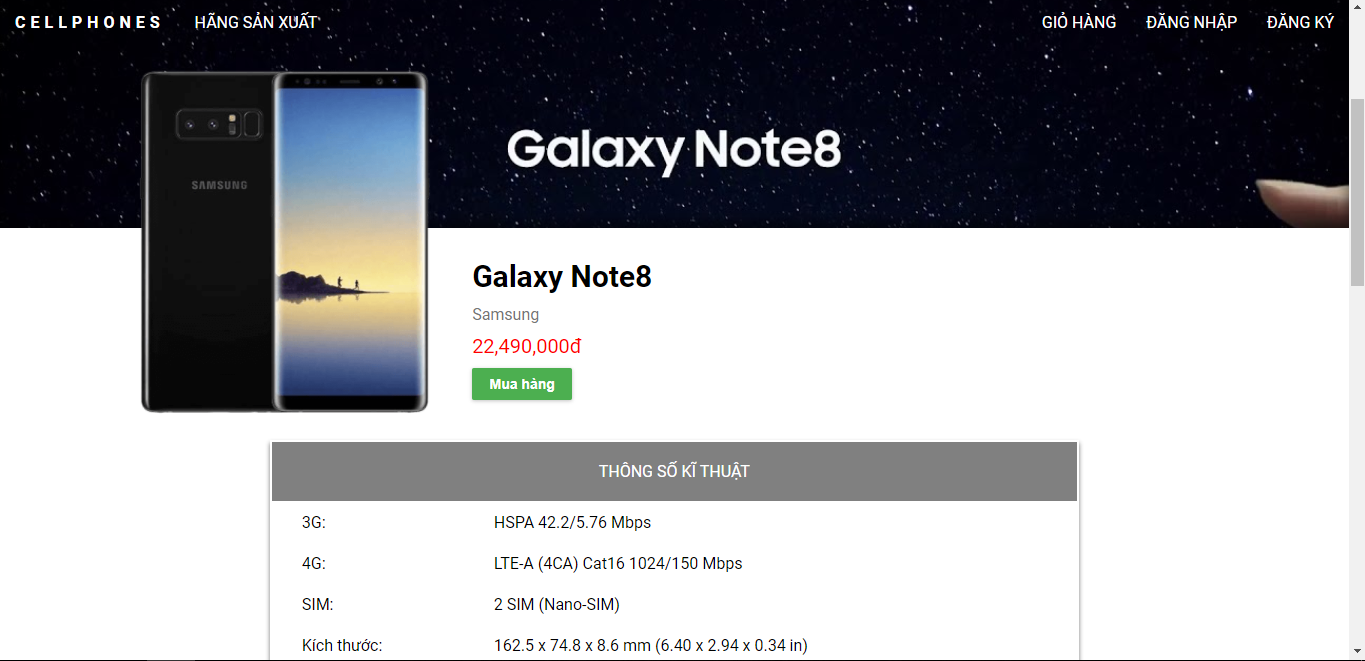 CELLPHONES HÃNG SẢN XUẤT GIỎ HÀNG ĐĂNG NHẬP ĐĂNG KÝ
SAMSUNG
Galaxy Note8
Galaxy Note8
Samsung
22,490,000đ
Mua hàng
THÔNG SỐ KĨ THUẬT
3G: HSPA 42.2/5.76 Mbps
4G: LTE-A (4CA) Cat16 1024/150 Mbps
SIM: 2 SIM (Nano-SIM)
Kích thước: 162.5 x 74.8 x 8.6 mm (6.40 x 2.94 x 0.34 in)